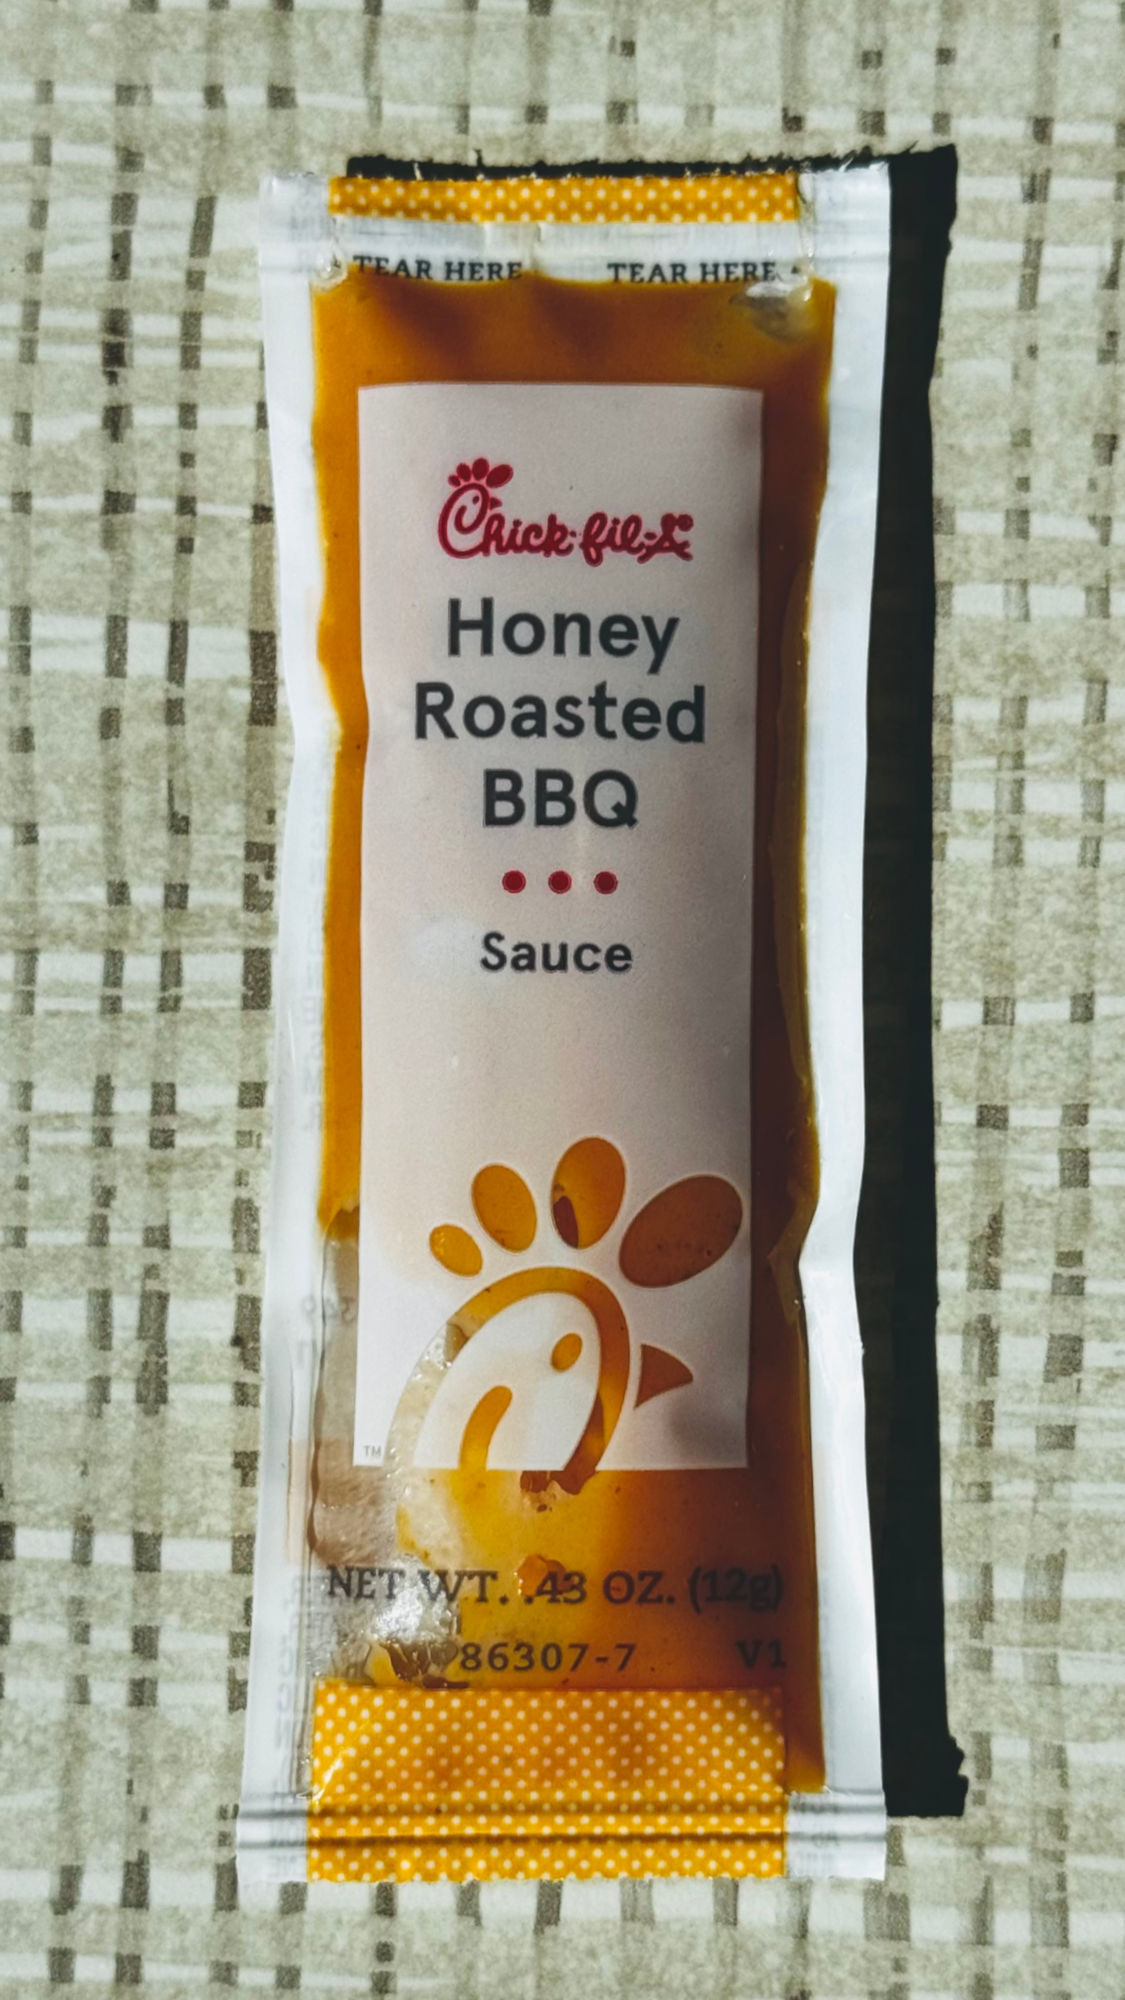 TEAR HERE TEAR HERE
Chick-fil-A
Honey
Roasted
BBQ
Sauce
TM
NET WT. .43 OZ. (12g)
86307-7 V1